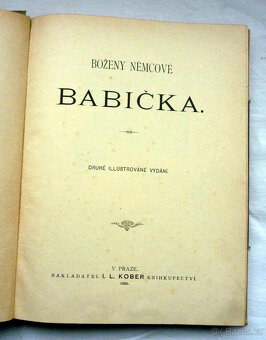 BOŽENY NĚMCOVÉ
BABIČKA.
DRUHÉ ILLUSTROVANÉ VYDÁNÍ.
V PRAZE.
NAKLADATEL I. L. KOBER KNIHKUPECTVÍ